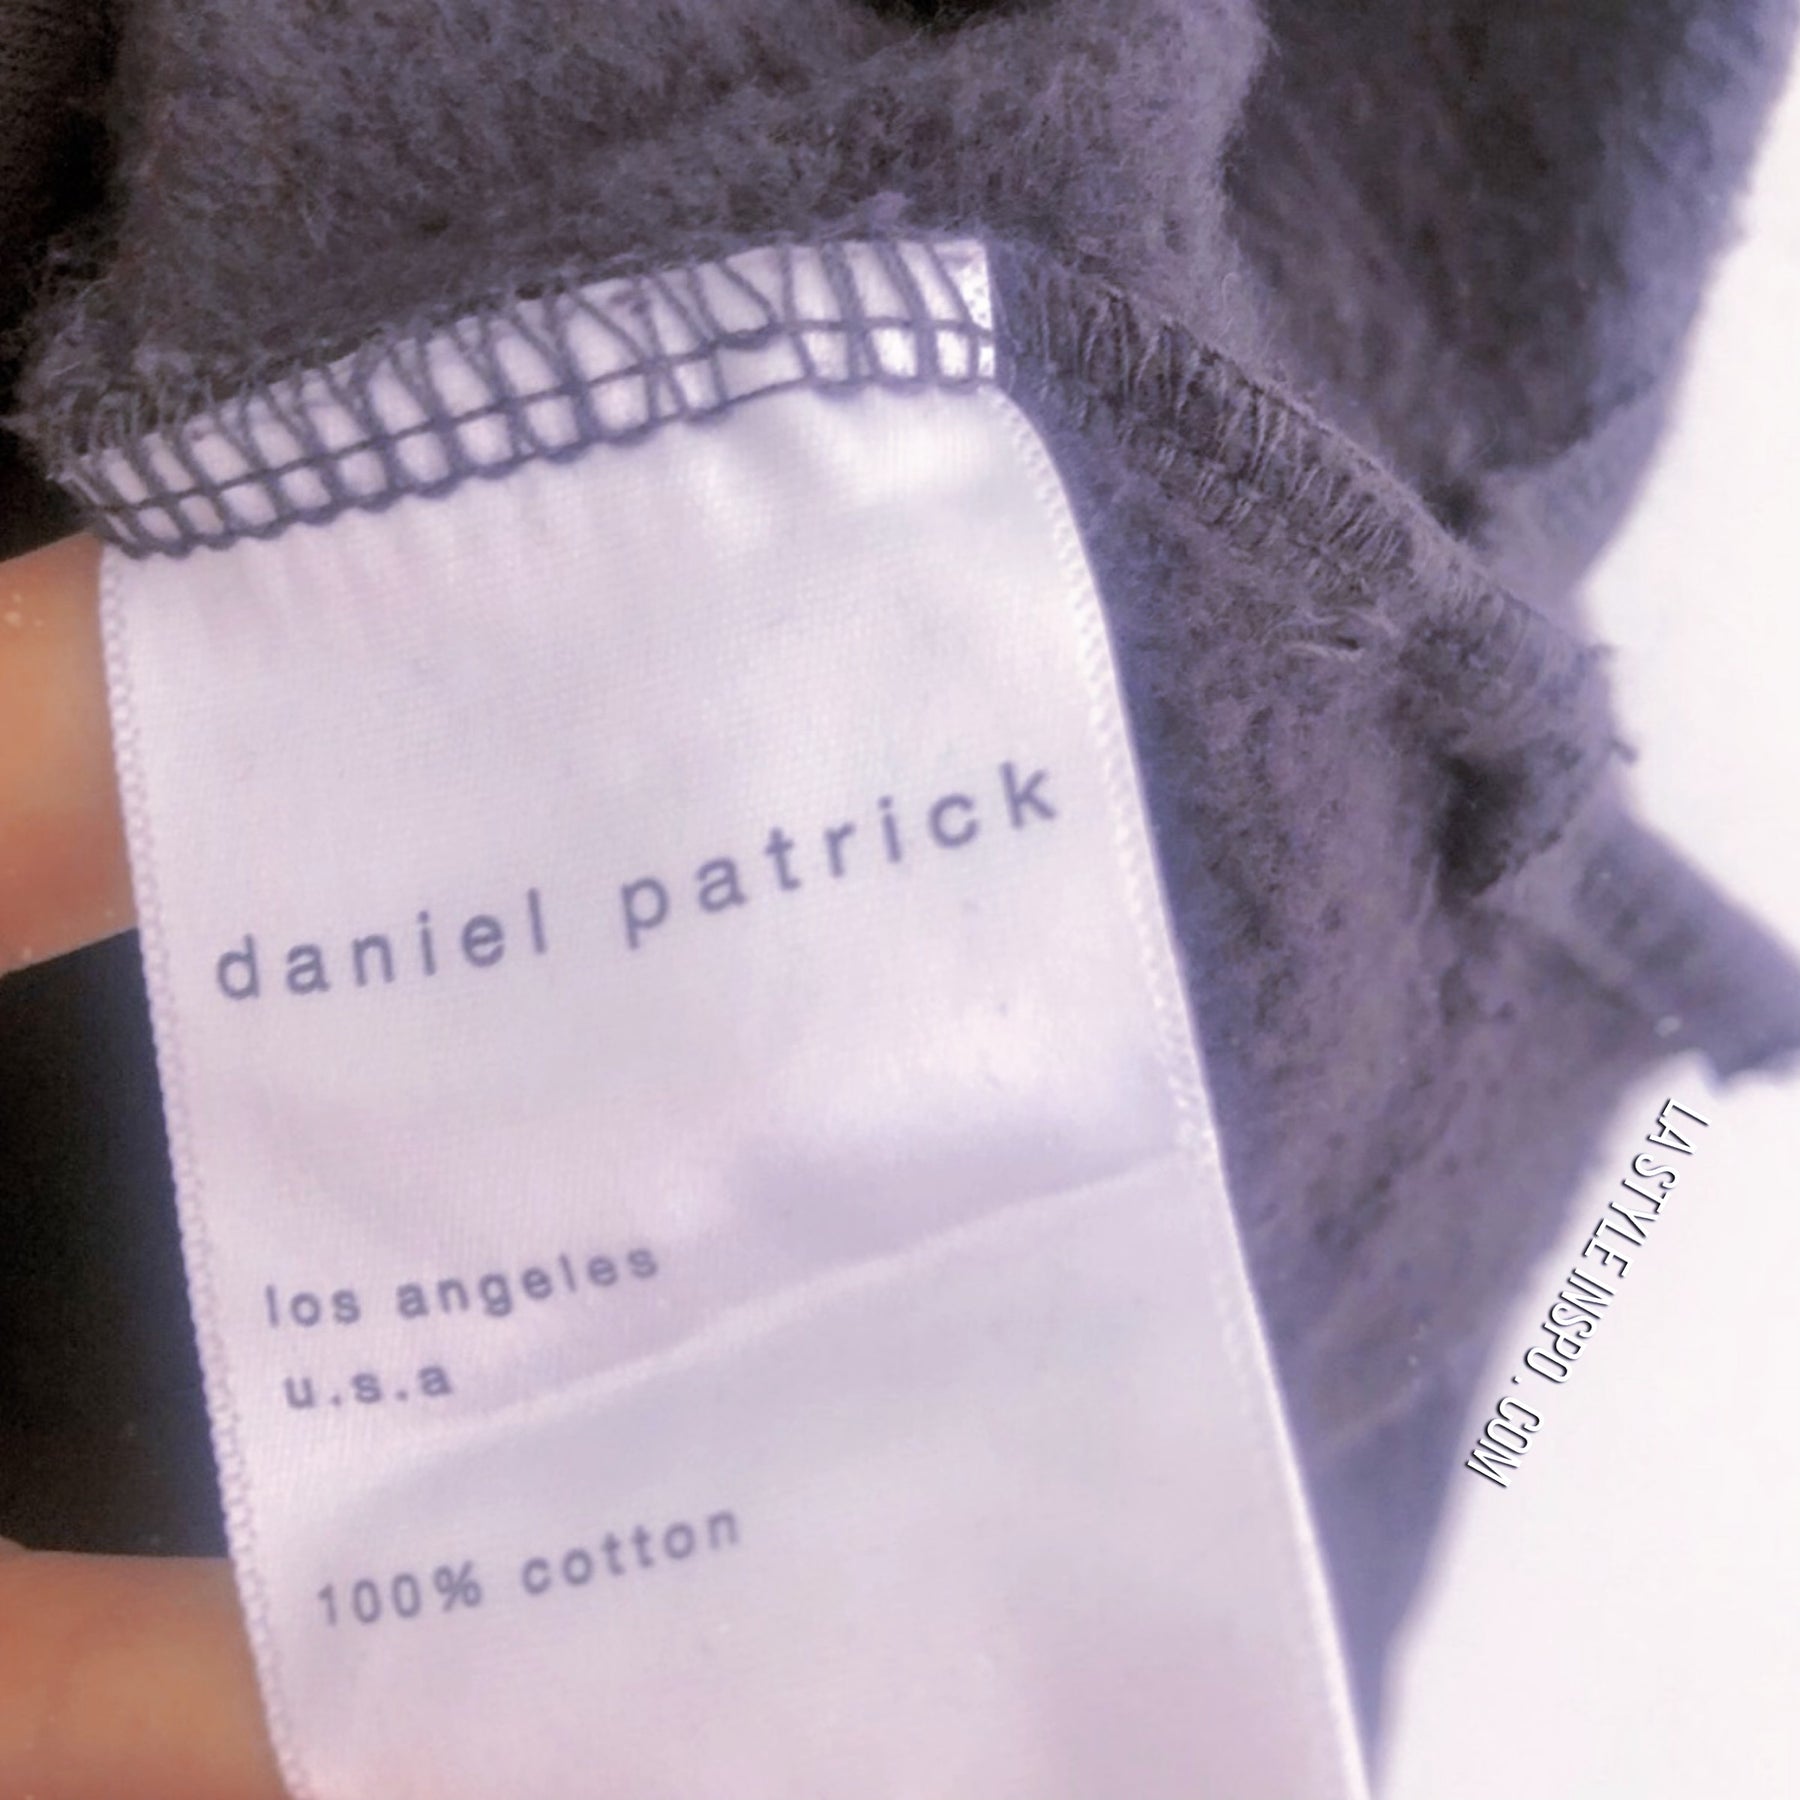 daniel patrick
los angeles
u.s.a
100% cotton
LA STYLE INSPO . COM